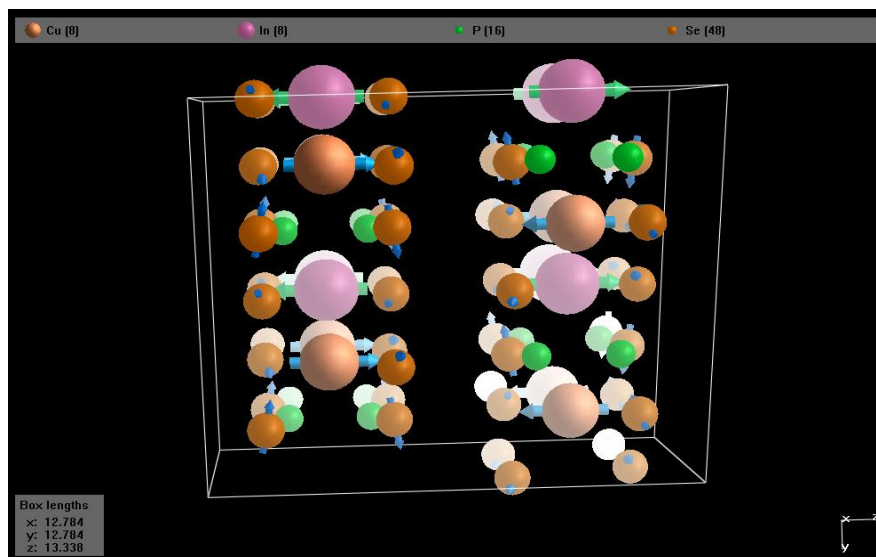 Cu (8) In (8) P (16) Se (48)
Box lengths
x: 12.784
y: 12.784
z: 13.338
x z
y